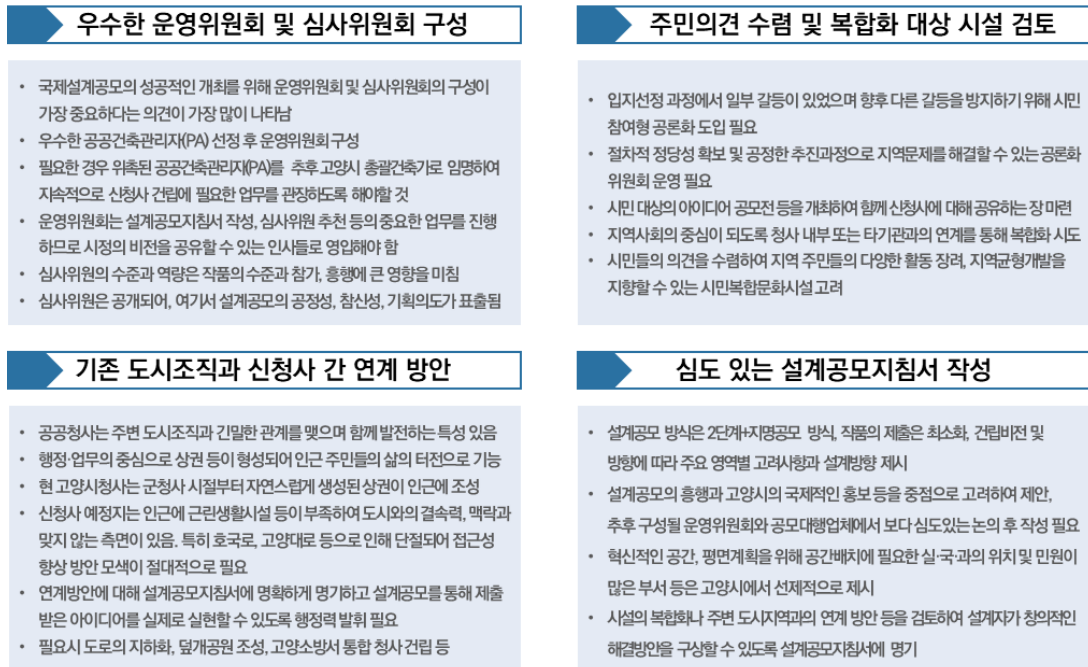 우수한 운영위원회 및 심사위원회 구성
• 국제설계공모의 성공적인 개최를 위해 운영위원회 및 심사위원회의 구성이
가장 중요하다는 의견이 가장 많이 나타남
• 우수한 공공건축관리자(PA) 선정 후 운영위원회 구성
• 필요한 경우 위촉된 공공건축관리자(PA)를 추후 고양시 총괄건축가로 임명하여
지속적으로 신청사 건립에 필요한 업무를 관장하도록 해야할 것
• 운영위원회는 설계공모지침서 작성, 심사위원 추천 등의 중요한 업무를 진행
하므로 시정의 비전을 공유할 수 있는 인사들로 영입해야 함
• 심사위원의 수준과 역량은 작품의 수준과 참가, 흥행에 큰 영향을 미침
• 심사위원은 공개되어, 여기서 설계공모의 공정성, 참신성, 기획의도가 표출됨
주민의견 수렴 및 복합화 대상 시설 검토
• 입지선정 과정에서 일부 갈등이 있었으며 향후 다른 갈등을 방지하기 위해 시민
참여형 공론화 도입 필요
• 절차적 정당성 확보 및 공정한 추진과정으로 지역문제를 해결할 수 있는 공론화
위원회 운영 필요
• 시민 대상의 아이디어 공모전 등을 개최하여 함께 신청사에 대해 공유하는 장 마련
• 지역사회의 중심이 되도록 청사 내부 또는 타기관과의 연계를 통해 복합화 시도
• 시민들의 의견을 수렴하여 지역 주민들의 다양한 활동 장려, 지역균형개발을
지향할 수 있는 시민복합문화시설 고려
기존 도시조직과 신청사 간 연계 방안
• 공공청사는 주변 도시조직과 긴밀한 관계를 맺으며 함께 발전하는 특성 있음
• 행정·업무의 중심으로 상권 등이 형성되어 인근 주민들의 삶의 터전으로 기능
• 현 고양시청사는 군청사 시절부터 자연스럽게 생성된 상권이 인근에 조성
• 신청사 예정지는 인근에 근린생활시설 등이 부족하여 도시와의 결속력, 맥락과
맞지 않는 측면이 있음. 특히 호국로, 고양대로 등으로 인해 단절되어 접근성
향상 방안 모색이 절대적으로 필요
• 연계방안에 대해 설계공모지침서에 명확하게 명기하고 설계공모를 통해 제출
받은 아이디어를 실제로 실현할 수 있도록 행정력 발휘 필요
• 필요시 도로의 지하화, 덮개공원 조성, 고양소방서 통합 청사 건립 등
심도 있는 설계공모지침서 작성
• 설계공모 방식은 2단계+지명공모 방식, 작품의 제출은 최소화, 건립비전 및
방향에 따라 주요 영역별 고려사항과 설계방향 제시
• 설계공모의 흥행과 고양시의 국제적인 홍보 등을 중점으로 고려하여 제안,
추후 구성될 운영위원회와 공모대행업체에서 보다 심도있는 논의 후 작성 필요
• 혁신적인 공간, 평면계획을 위해 공간배치에 필요한 실·국·과의 위치 및 민원이
많은 부서 등은 고양시에서 선제적으로 제시
• 시설의 복합화나 주변 도시지역과의 연계 방안 등을 검토하여 설계자가 창의적인
해결방안을 구상할 수 있도록 설계공모지침서에 명기